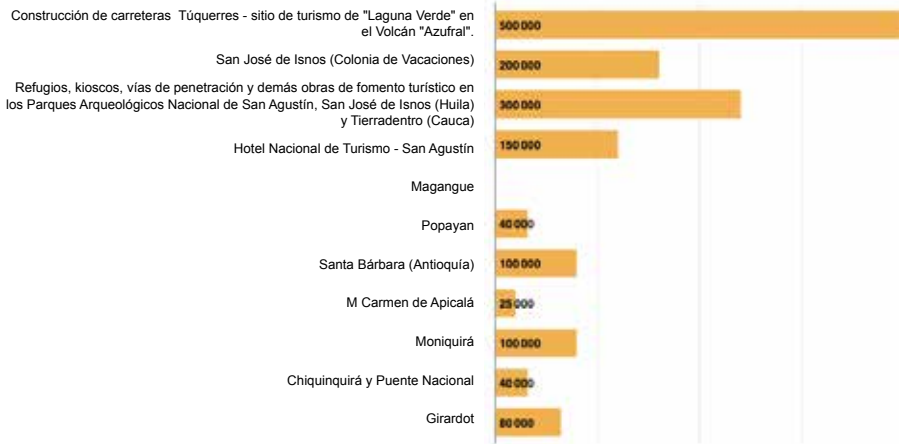 Construcción de carreteras Túquerres - sitio de turismo de "Laguna Verde" en
el Volcán "Azufral".
500 000
San José de Isnos (Colonia de Vacaciones)
200 000
Refugios, kioscos, vías de penetración y demás obras de fomento turístico en
los Parques Arqueológicos Nacional de San Agustín, San José de Isnos (Huila)
y Tierradentro (Cauca)
300 000
Hotel Nacional de Turismo - San Agustín
150 000
Magangue
Popayan
40 000
Santa Bárbara (Antioquía)
100 000
M Carmen de Apicalá
25 000
Moniquirá
100 000
Chiquinquirá y Puente Nacional
40 000
Girardot
80 000